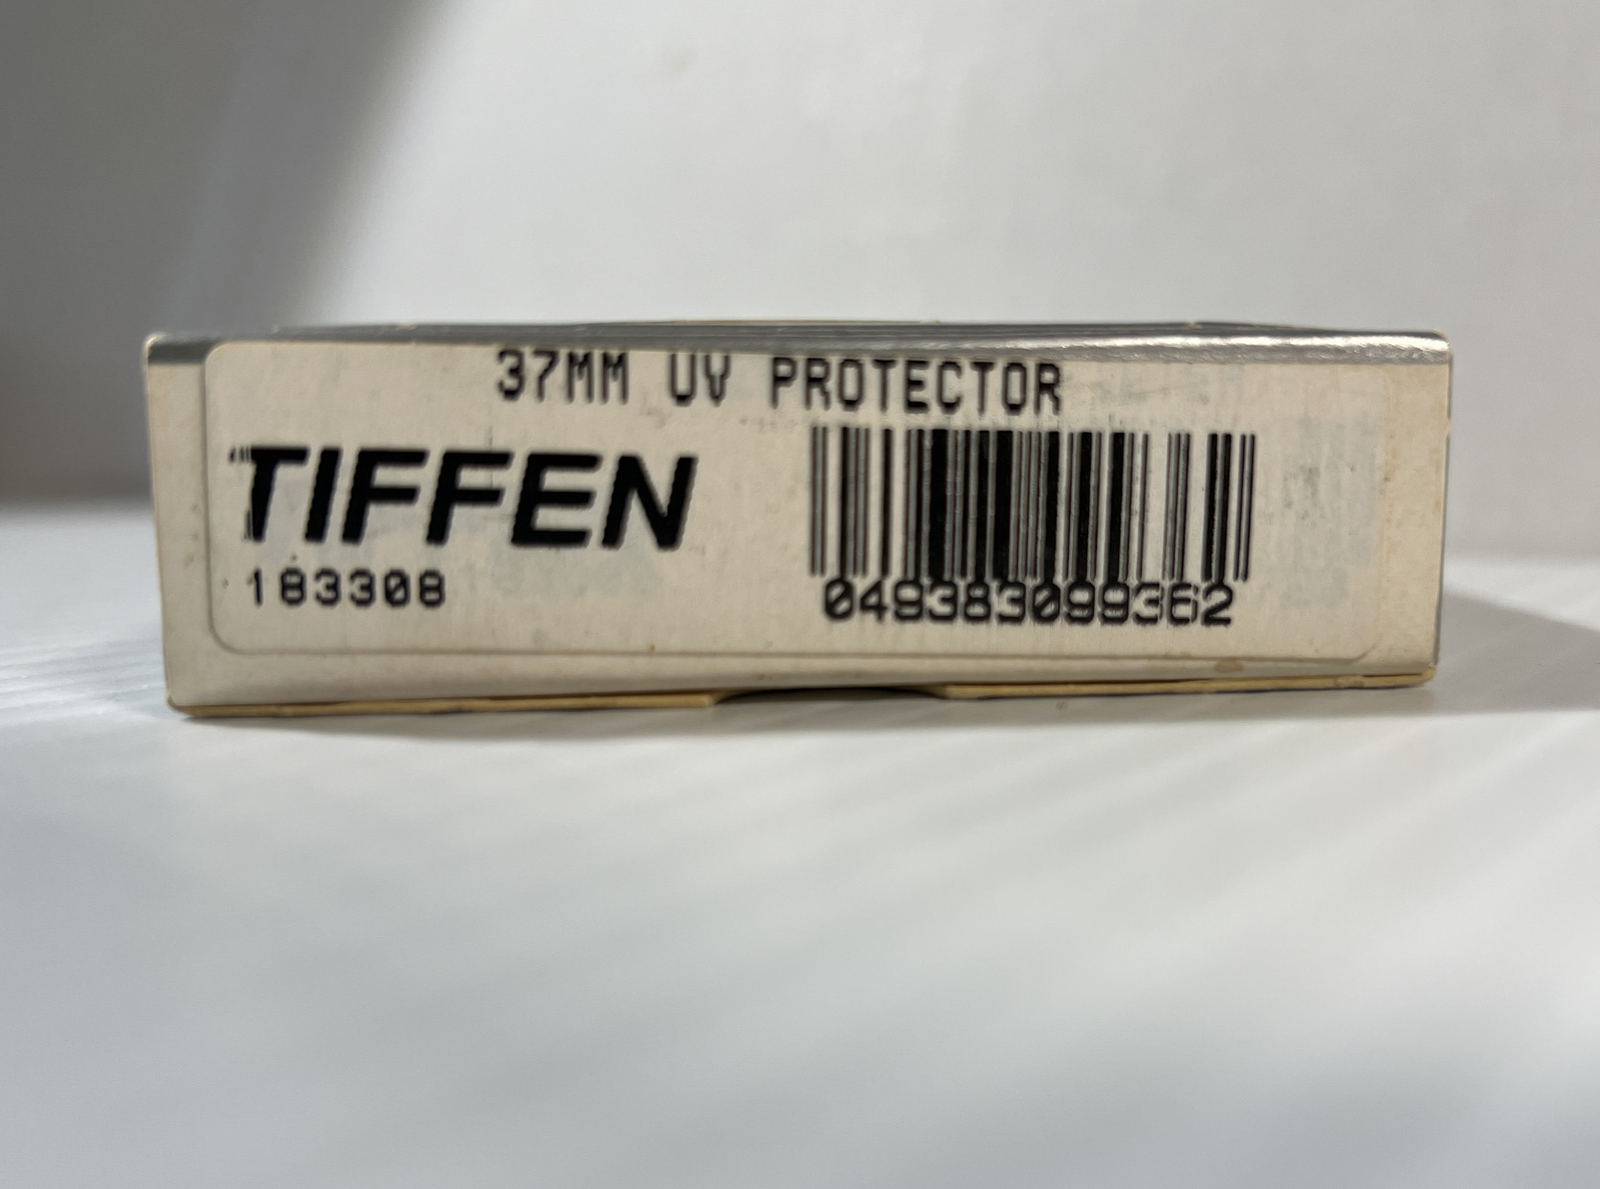 37MM UV PROTECTOR
TIFFEN
183308
049383099362